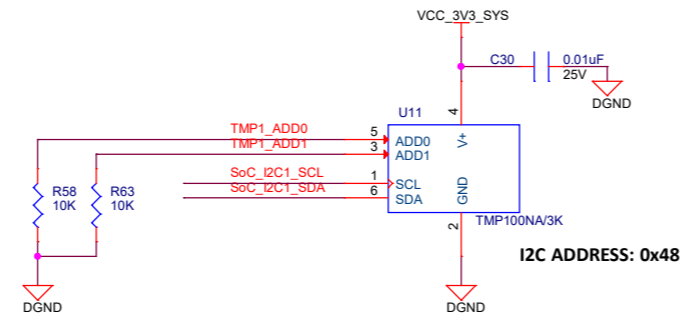 VCC_3V3_SYS
C30
0.01uF
25V
DGND
U11
4
TMP1_ADD0
5
ADD0
V+
TMP1_ADD1
3
ADD1
R58
10K
R63
10K
SoC_I2C1_SCL
1
SCL
SoC_I2C1_SDA
6
SDA
GND
TMP100NA/3K
2
I2C ADDRESS: 0x48
DGND
DGND